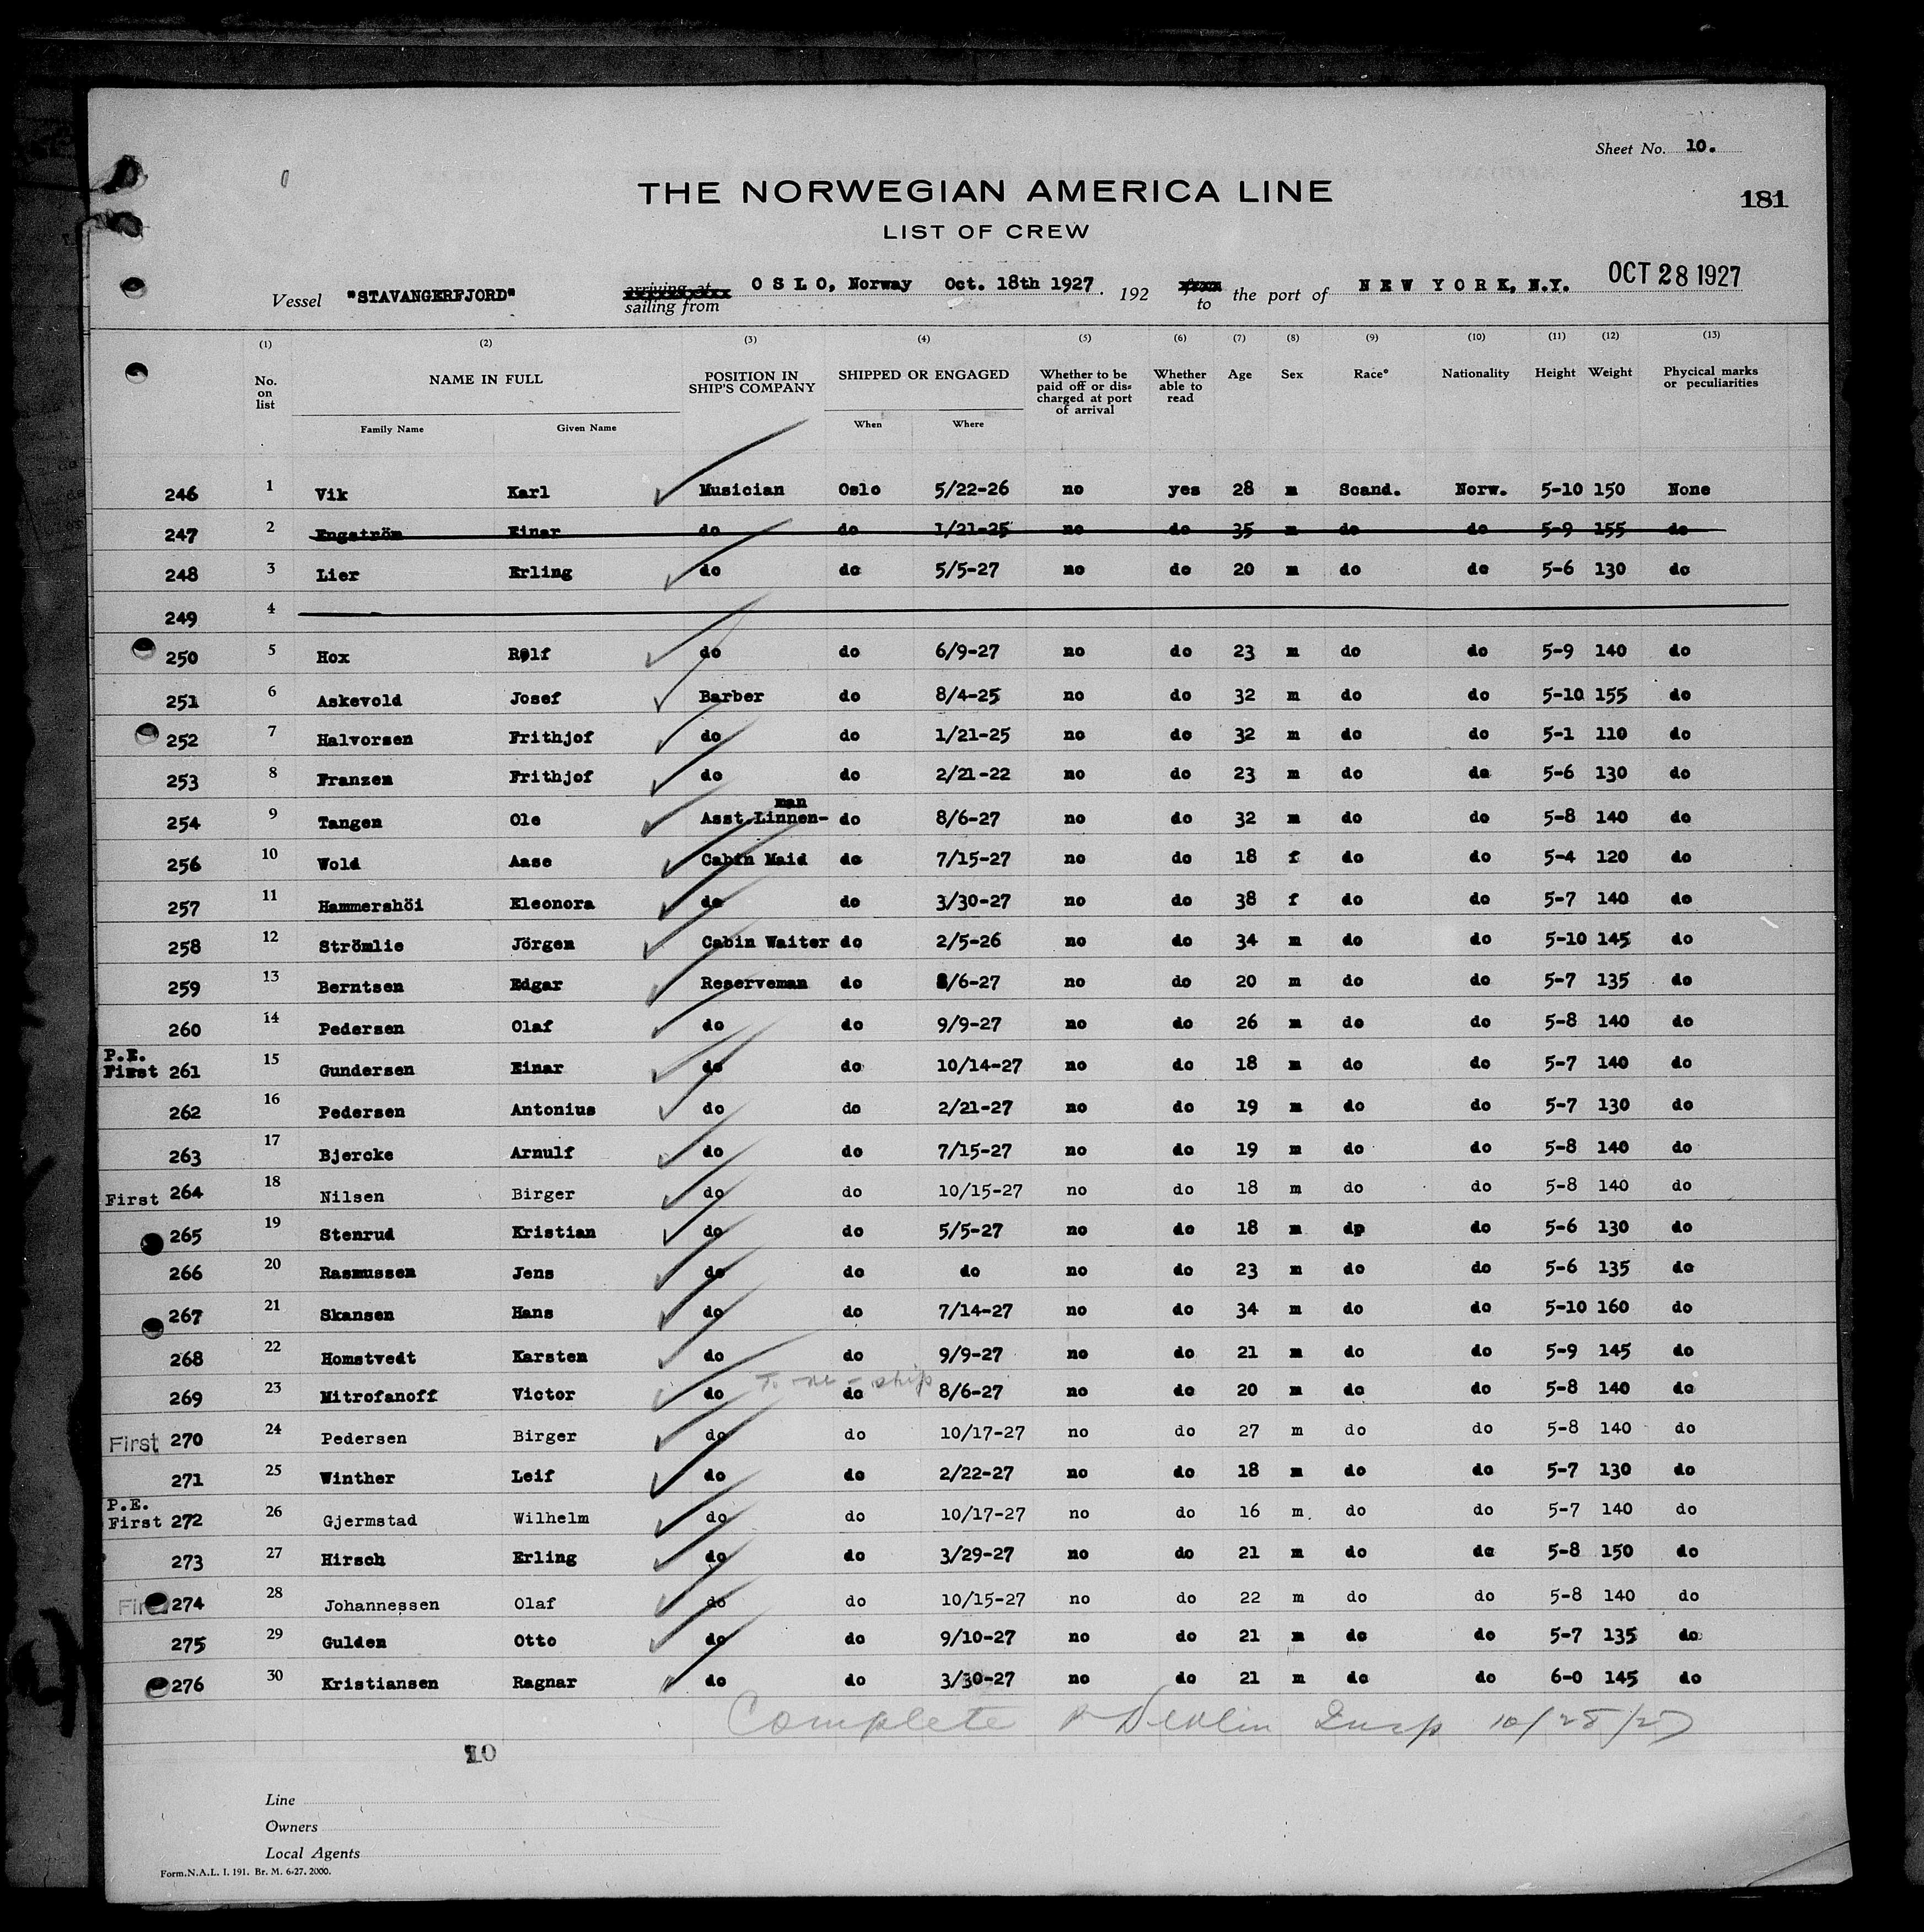 Sheet No. 10.
THE NORWEGIAN AMERICA LINE
181
LIST OF CREW
Vessel "STAVANGERFJORD" arriving at sailing from OSLO, Norway Oct. 18th 1927. 192 from to the port of NEW YORK, N.Y. OCT 28 1927
(1) (2) (3) (4) (5) (6) (7) (8) (9) (10) (11) (12) (13)
No. on list NAME IN FULL POSITION IN SHIP'S COMPANY SHIPPED OR ENGAGED Whether to be paid off or discharged at port of arrival Whether able to read Age Sex Race* Nationality Height Weight Phycical marks or peculiarities
Family Name Given Name When Where
246 1 Vik Karl Musician Oslo 5/22-26 no yes 28 m Scand. Norw. 5-10 150 None
247 2 Engström Einar do do 1/21-25 no do 35 m do do 5-9 155 do
248 3 Lier Erling do do 5/5-27 no do 20 m do do 5-6 130 do
249 4
250 5 Hox Rolf do do 6/9-27 no do 23 m do do 5-9 140 do
251 6 Askevold Josef Barber do 8/4-25 no do 32 m do do 5-10 155 do
252 7 Halvorsen Frithjof do do 1/21-25 no do 32 m do do 5-1 110 do
253 8 Franzen Frithjof do do 2/21-22 no do 23 m do do 5-6 130 do
254 9 Tangen Ole Asst.Linnen-man do 8/6-27 no do 32 m do do 5-8 140 do
256 10 Wold Aase Cabin Maid do 7/15-27 no do 18 f do do 5-4 120 do
257 11 Hammershöi Eleonora do do 3/30-27 no do 38 f do do 5-7 140 do
258 12 Strömlie Jörgen Cabin Waiter do 2/5-26 no do 34 m do do 5-10 145 do
259 13 Berntsen Edgar Reserveman do 8/6-27 no do 20 m do do 5-7 135 do
260 14 Pedersen Olaf do do 9/9-27 no do 26 m do do 5-8 140 do
P.E.
First 261 15 Gundersen Einar do do 10/14-27 no do 18 m do do 5-7 140 do
262 16 Pedersen Antonius do do 2/21-27 no do 19 m do do 5-7 130 do
263 17 Bjercke Arnulf do do 7/15-27 no do 19 m do do 5-8 140 do
First 264 18 Nilsen Birger do do 10/15-27 no do 18 m do do 5-8 140 do
265 19 Stenrud Kristian do do 5/5-27 no do 18 m dp do 5-6 130 do
266 20 Rasmussen Jens do do do no do 23 m do do 5-6 135 do
267 21 Skansen Hans do do 7/14-27 no do 34 m do do 5-10 160 do
268 22 Homstvedt Karsten do do 9/9-27 no do 21 m do do 5-9 145 do
To re-ship
269 23 Mitrofanoff Victor do do 8/6-27 no do 20 m do do 5-8 140 do
First 270 24 Pedersen Birger do do 10/17-27 no do 27 m do do 5-8 140 do
271 25 Winther Leif do do 2/22-27 no do 18 m do do 5-7 130 do
P.E.
First 272 26 Gjermstad Wilhelm do do 10/17-27 no do 16 m. do do 5-7 140 do
273 27 Hirsch Erling do do 3/29-27 no do 21 m do do 5-8 150 do
First 274 28 Johannessen Olaf do do 10/15-27 no do 22 m do do 5-8 140 do
275 29 Gulden Otto do do 9/10-27 no do 21 m do do 5-7 135 do
276 30 Kristiansen Ragnar do do 3/30-27 no do 21 m do do 6-0 145 do
Complete Devlin Insp 10/28/27
10
Line
Owners
Local Agents
Form.N.A.L. I. 191. Br. M. 6-27. 2000.